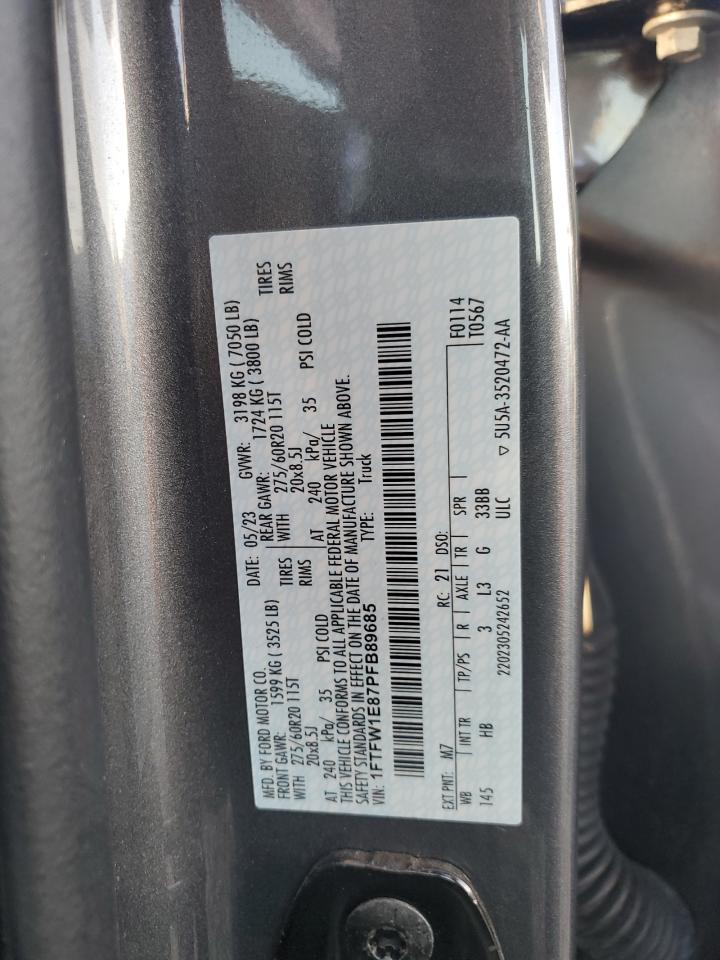 MFD. BY FORD MOTOR CO.
DATE: 05/23 GVWR: 3198 KG ( 7050 LB)
FRONT GAWR: 1599 KG ( 3525 LB) REAR GAWR: 1724 KG ( 3800 LB)
WITH 275/60R20 115T TIRES WITH 275/60R20 115T TIRES
20x8.5J RIMS 20x8.5J RIMS
AT 240 kPa/ 35 PSI COLD AT 240 kPa/ 35 PSI COLD
THIS VEHICLE CONFORMS TO ALL APPLICABLE FEDERAL MOTOR VEHICLE
SAFETY STANDARDS IN EFFECT ON THE DATE OF MANUFACTURE SHOWN ABOVE.
VIN: 1FTFW1E87PFB89685 TYPE: Truck
EXT PNT: M7 RC: 21 DSO: F0114
WB INT TR TP/PS R AXLE TR SPR T0567
145 HB 3 L3 G 33BB
2202305242652 ULC ▽ 5U5A-3520472-AA